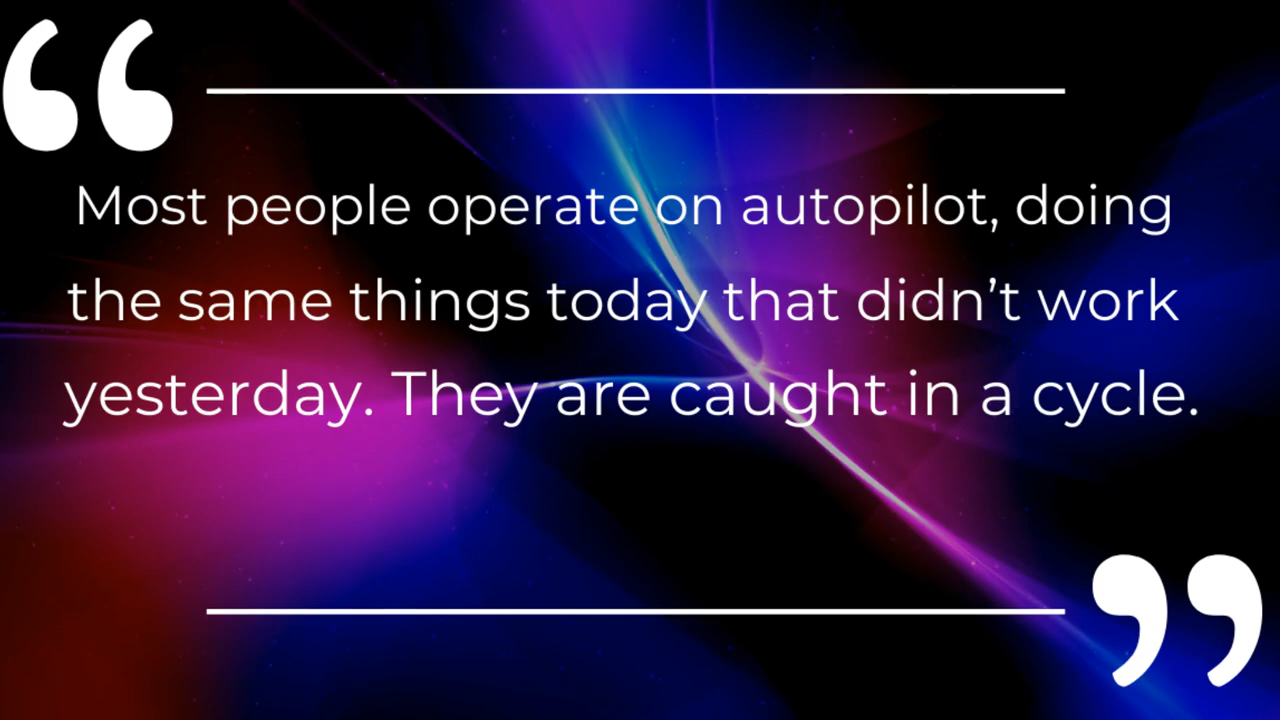 “
Most people operate on autopilot, doing
the same things today that didn’t work
yesterday. They are caught in a cycle.
”